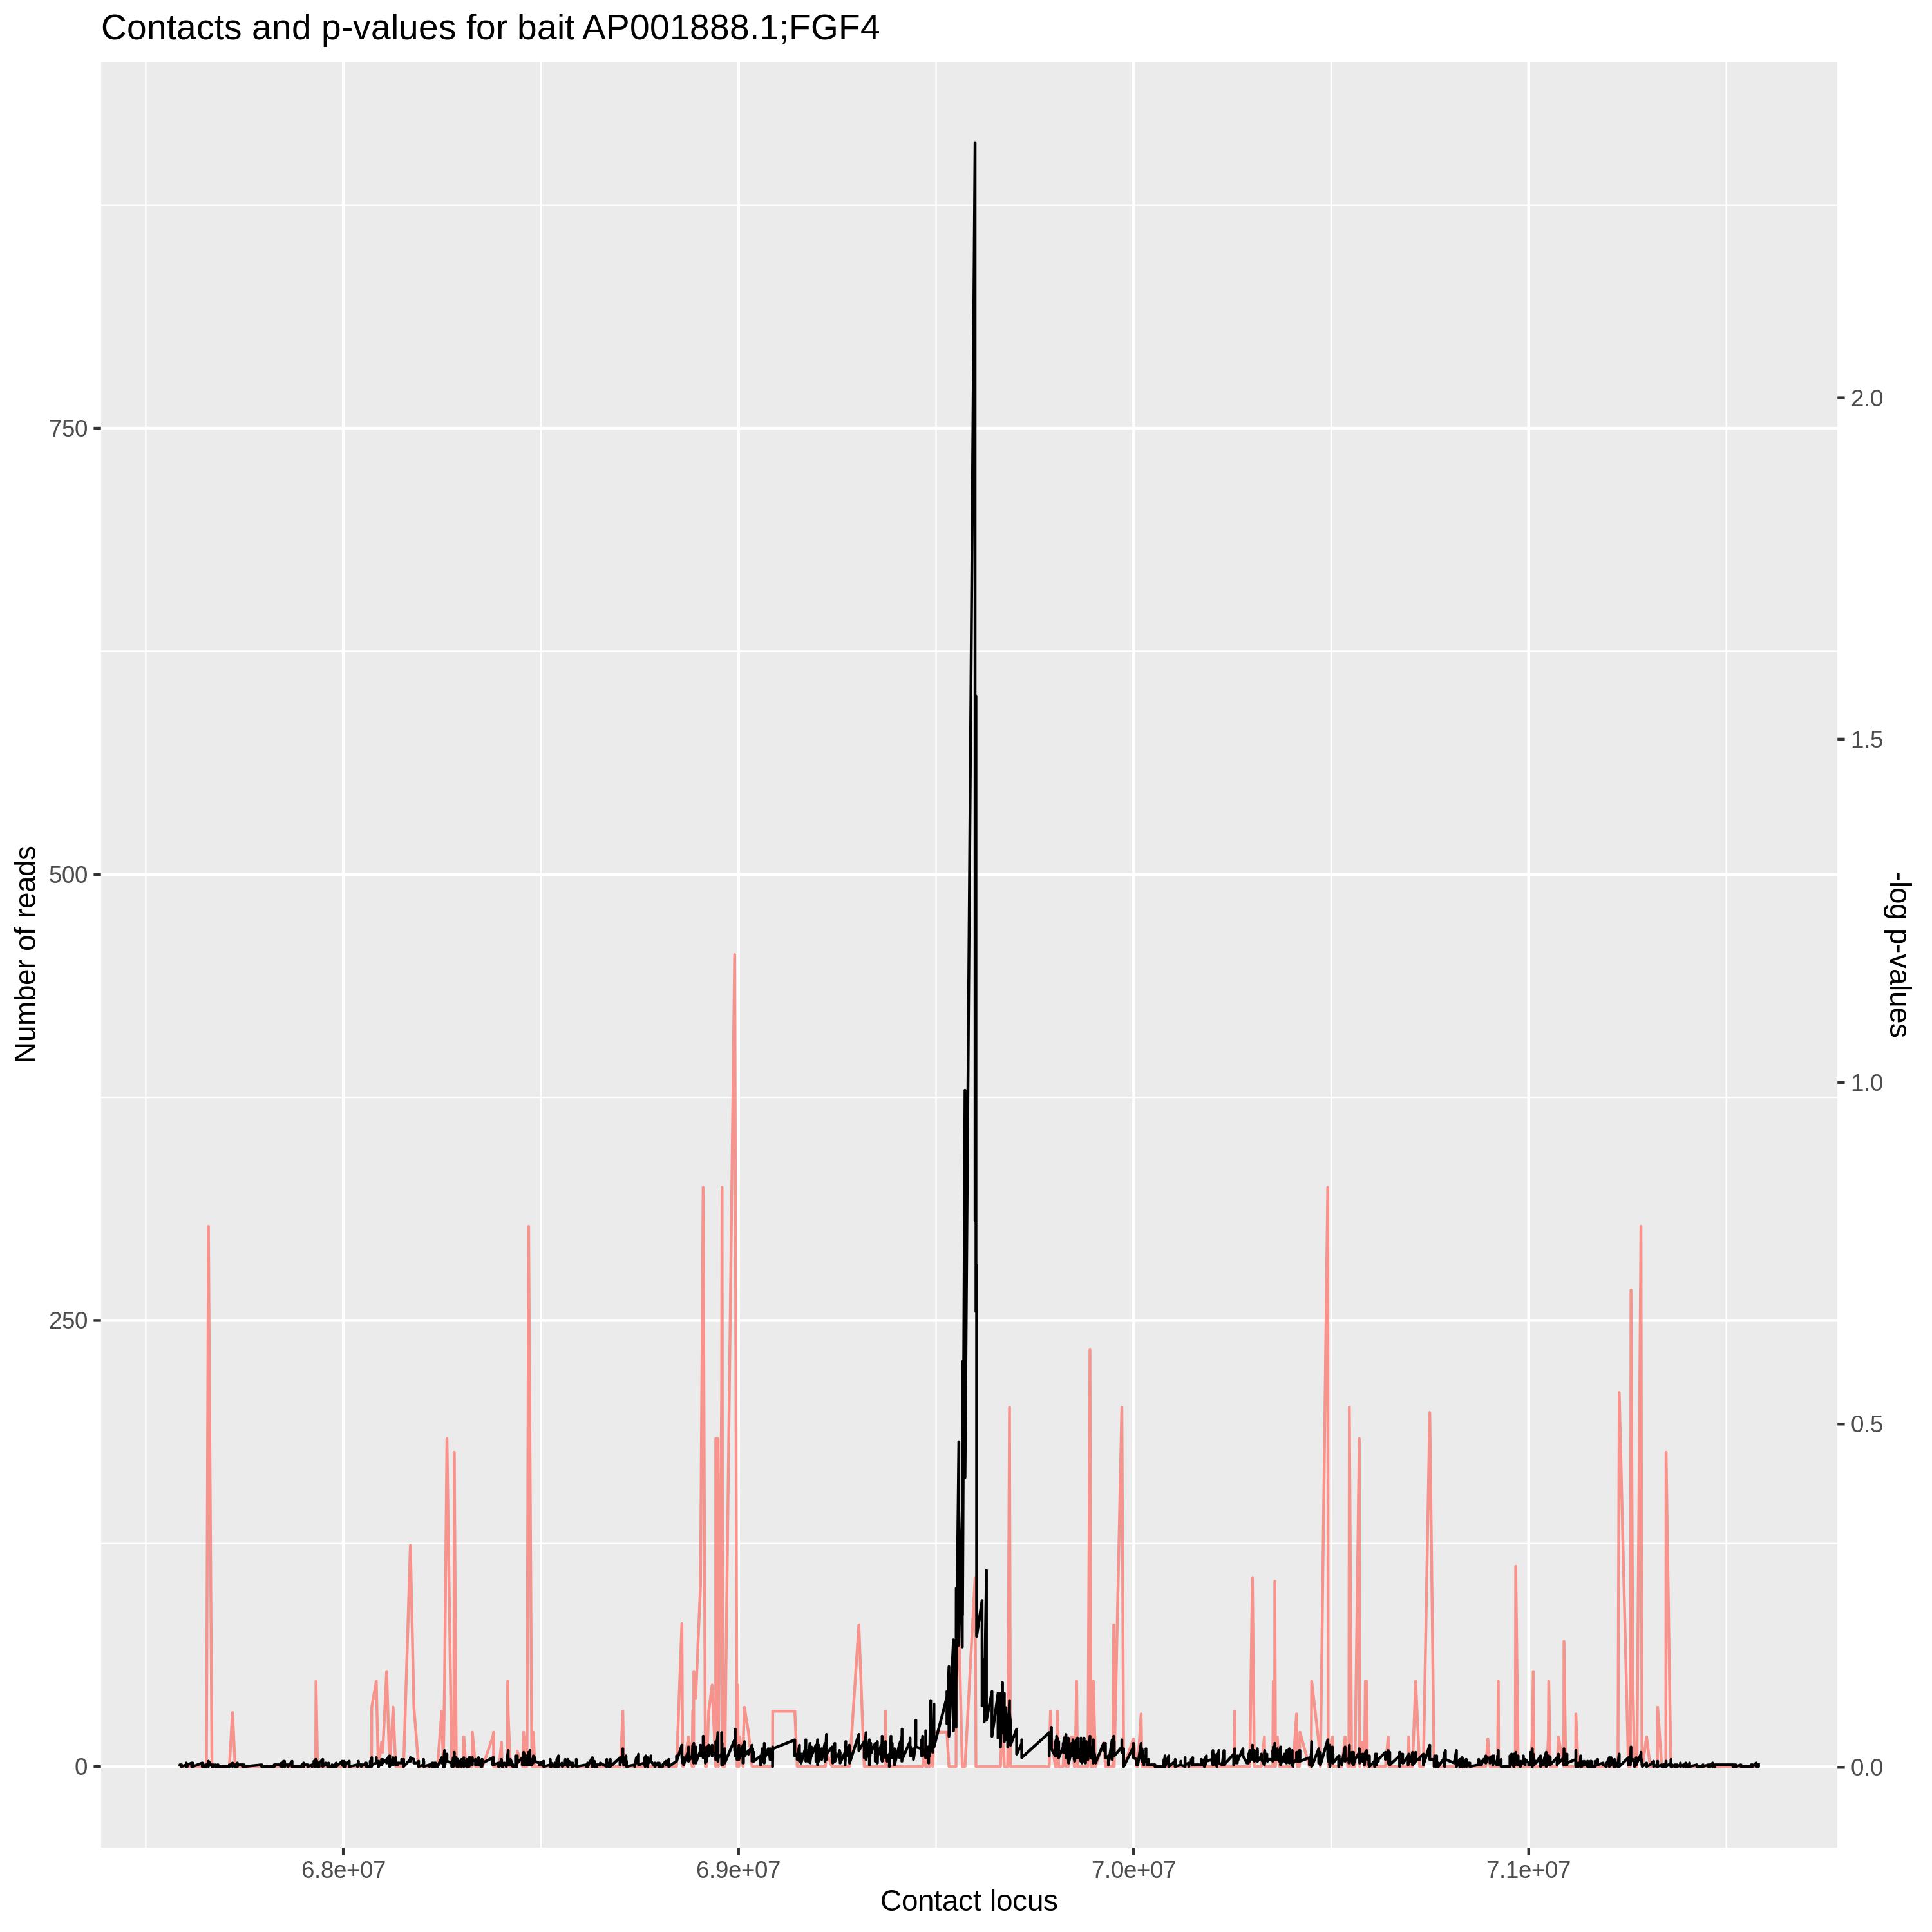 Contacts and p-values for bait AP001888.1;FGF4
Number of reads
750
500
250
0
2.0
1.5
1.0
0.5
0.0
-log p-values
6.8e+07
6.9e+07
7.0e+07
7.1e+07
Contact locus